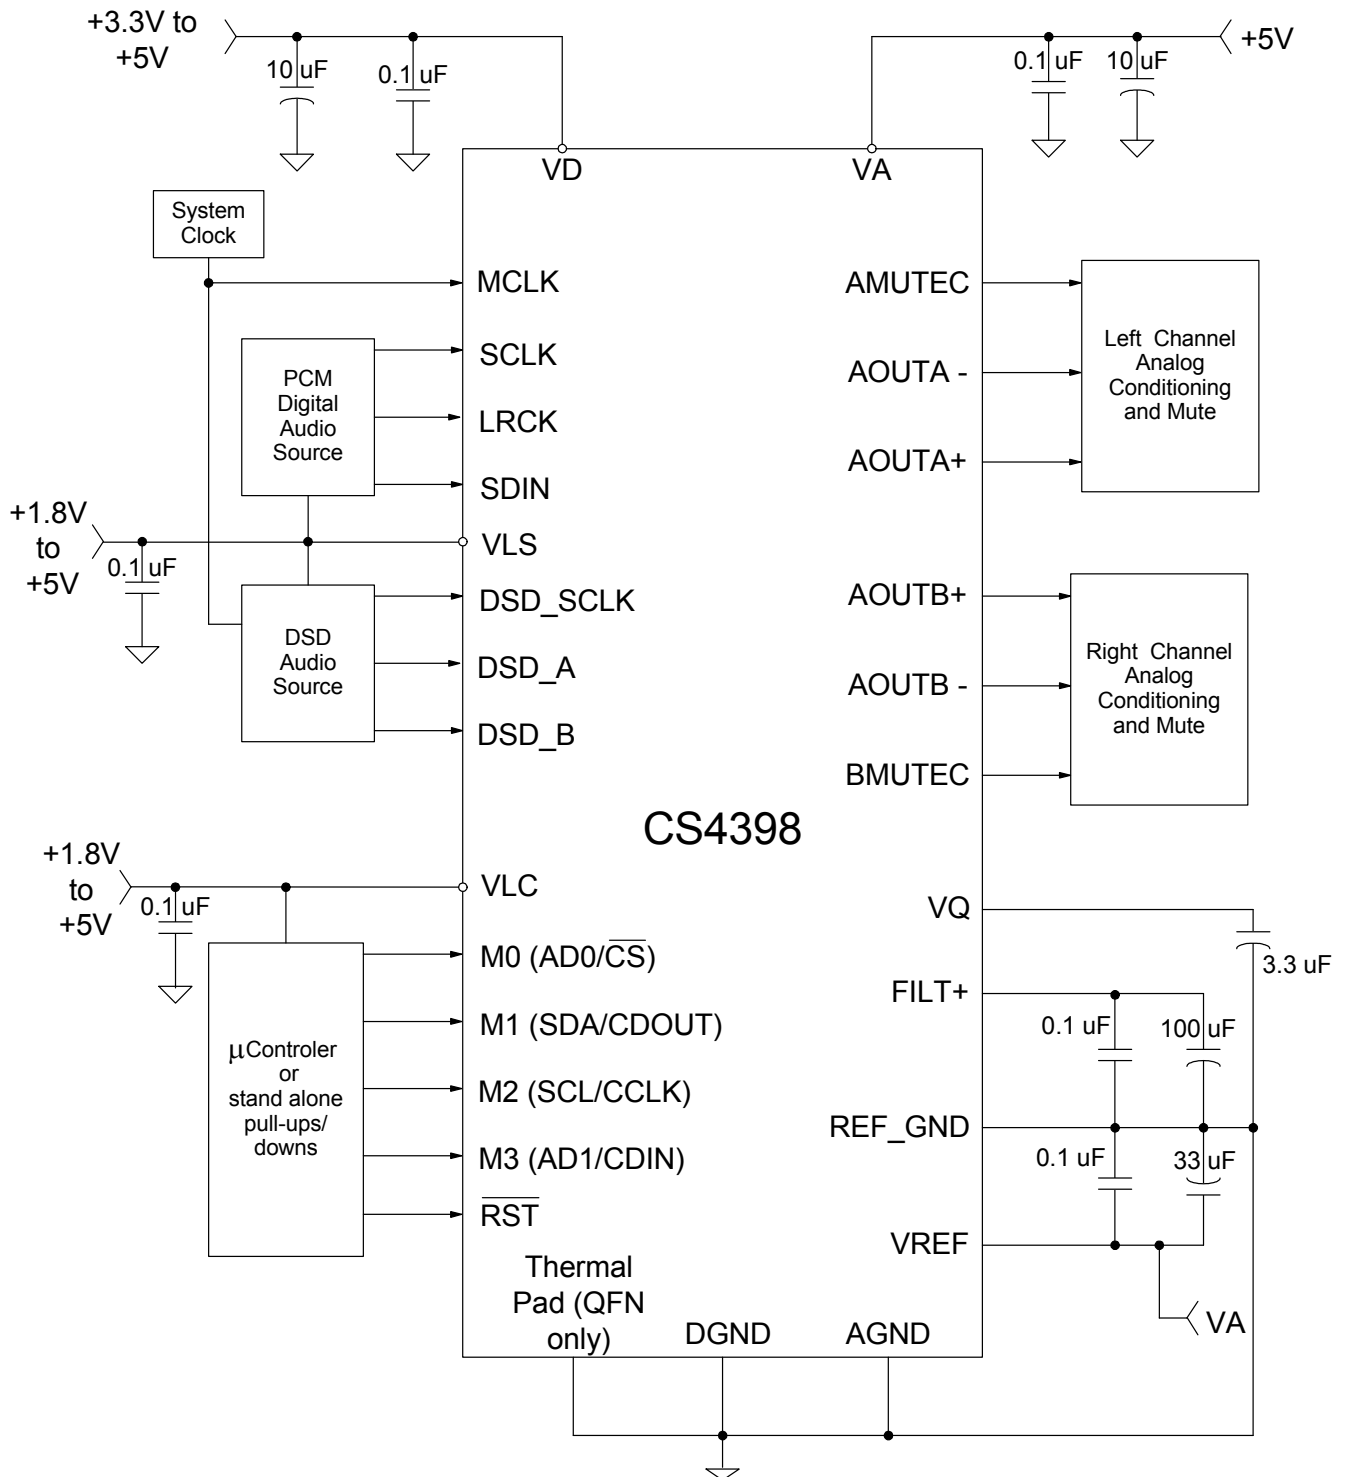 +3.3V to
+5V
10 uF
0.1 uF
0.1 uF
10 uF
+5V
VD
VA
System
Clock
MCLK
AMUTEC
SCLK
PCM
Digital
Audio
Source
LRCK
SDIN
AOUTA -
AOUTA+
Left Channel
Analog
Conditioning
and Mute
+1.8V
to
+5V
0.1 uF
VLS
DSD_SCLK
DSD
Audio
Source
DSD_A
DSD_B
AOUTB+
AOUTB -
BMUTEC
Right Channel
Analog
Conditioning
and Mute
CS4398
+1.8V
to
+5V
0.1 uF
VLC
VQ
3.3 uF
M0 (AD0/CS)
FILT+
0.1 uF
100 uF
M1 (SDA/CDOUT)
μControler
or
stand alone
pull-ups/
downs
M2 (SCL/CCLK)
REF_GND
M3 (AD1/CDIN)
0.1 uF
33 uF
RST
VREF
VA
Thermal
Pad (QFN
only)
DGND
AGND